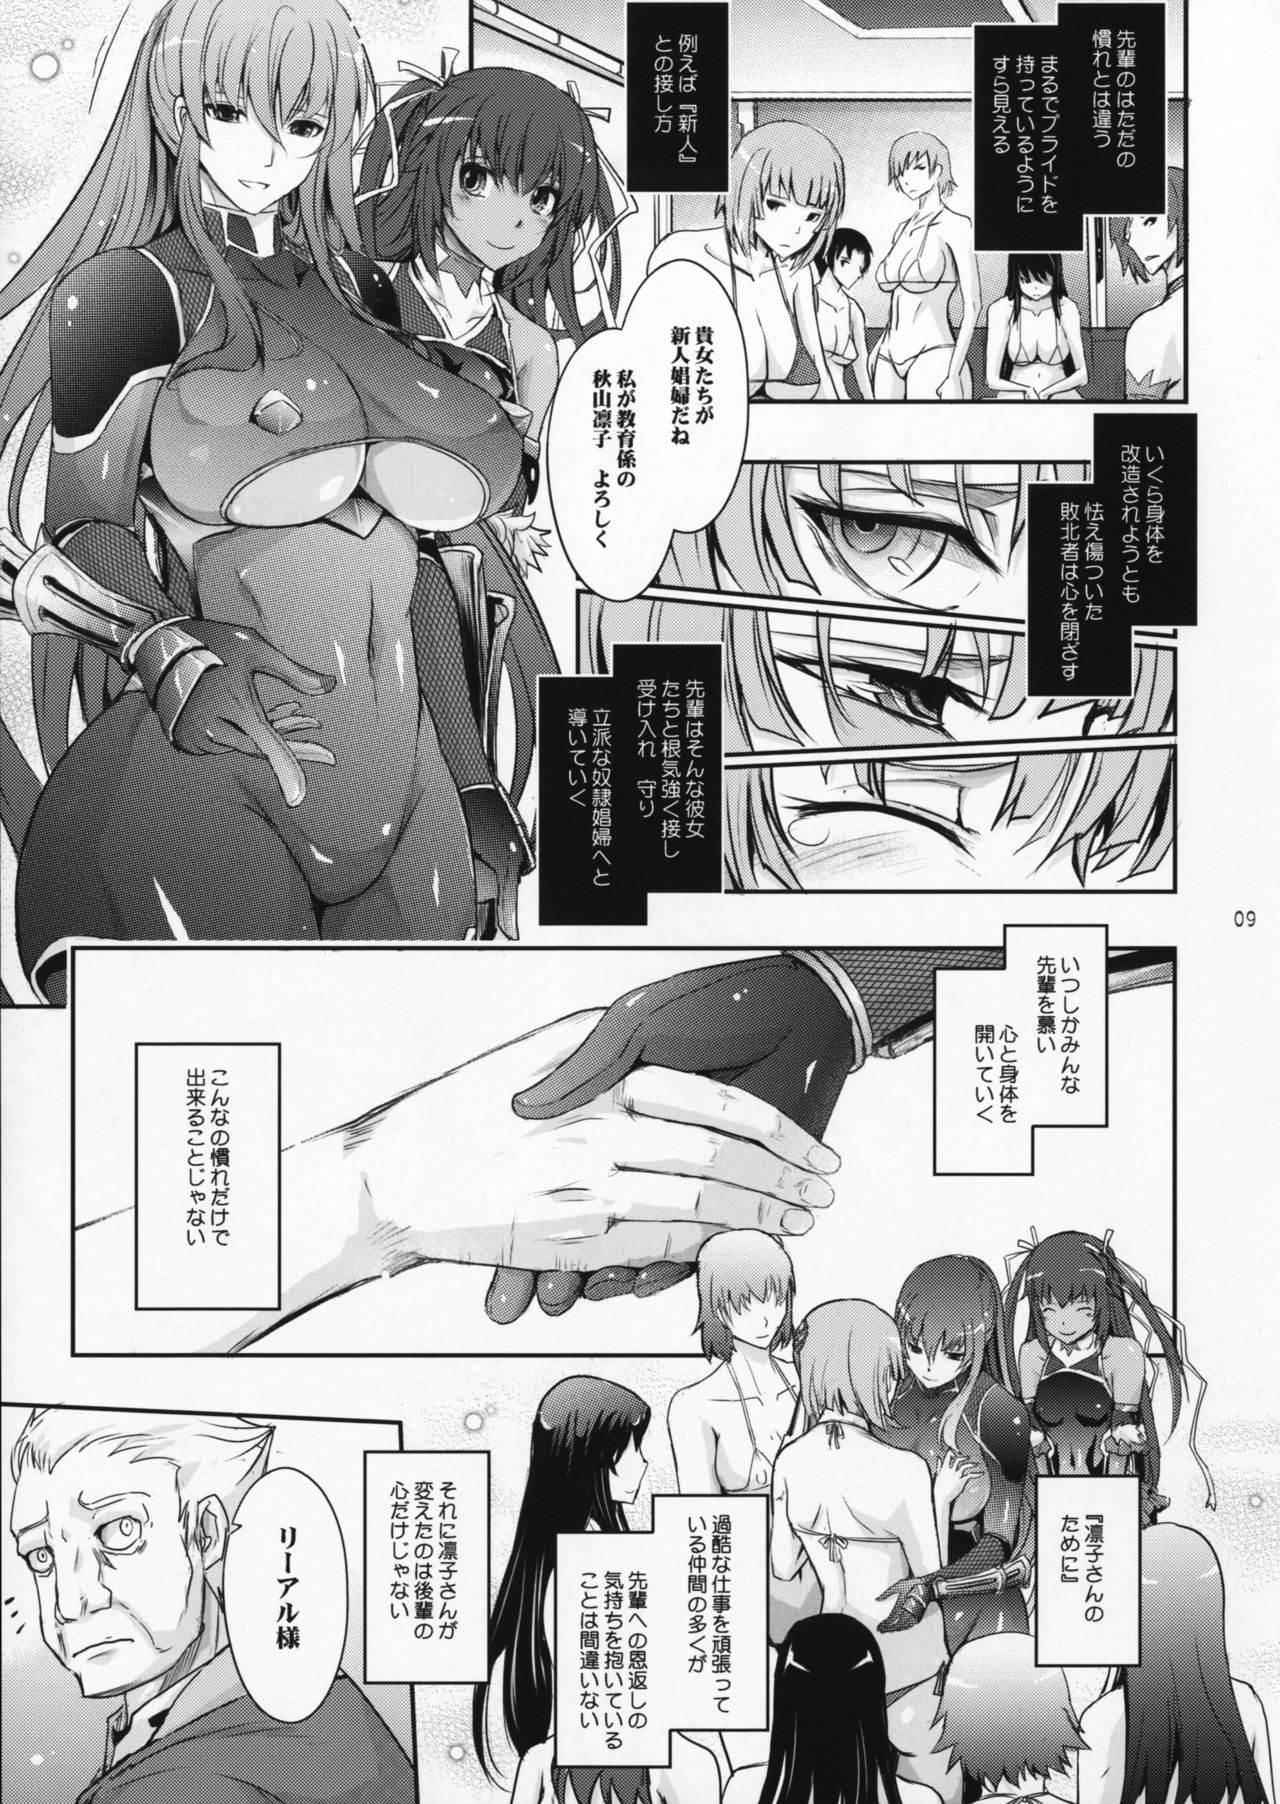 先輩のはただの
慣れとは違う
まるでプライドを
持っているように
すら見える
例えば『新人』
との接し方
貴女たちが
新人娼婦だね
私が教育係の
秋山凛子　よろしく
いくら身体を
改造されようとも
怯え傷ついた
敗北者は心を閉ざす
先輩はそんな彼女
たちと根気強く接し
受け入れ　守り
立派な奴隷娼婦へと
導いていく
09
いつしかみんな
先輩を慕い
心と身体を
開いていく
こんなの慣れだけで
出来ることじゃない
『凛子さんの
ために』
過酷な仕事を頑張って
いる仲間の多くが
先輩への恩返しの
気持ちを抱いている
ことは間違いない
それに凛子さんが
変えたのは後輩の
心だけじゃない
リーアル様